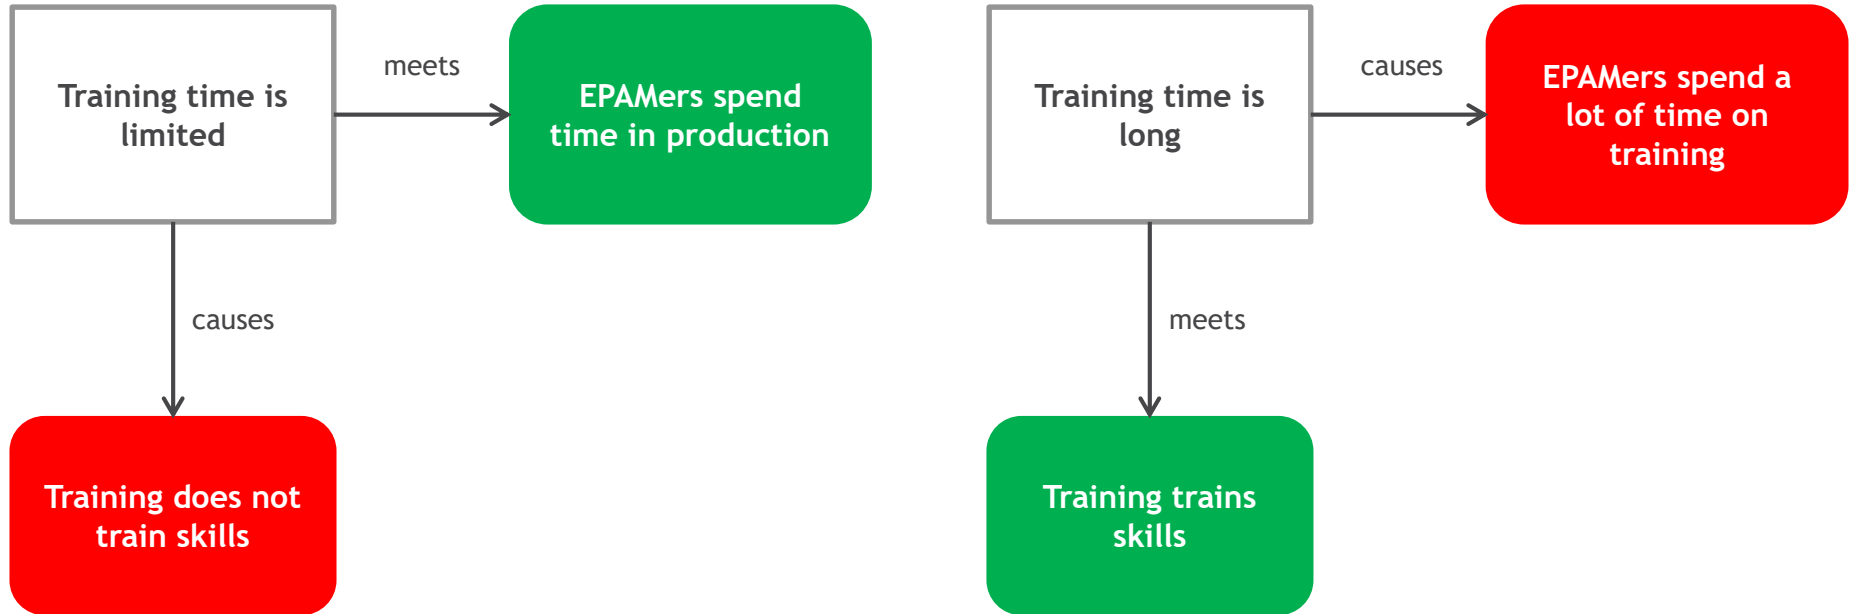 Training time is
limited
meets
EPAMers spend
time in production
causes
Training does not
train skills
Training time is
long
causes
EPAMers spend a
lot of time on
training
meets
Training trains
skills